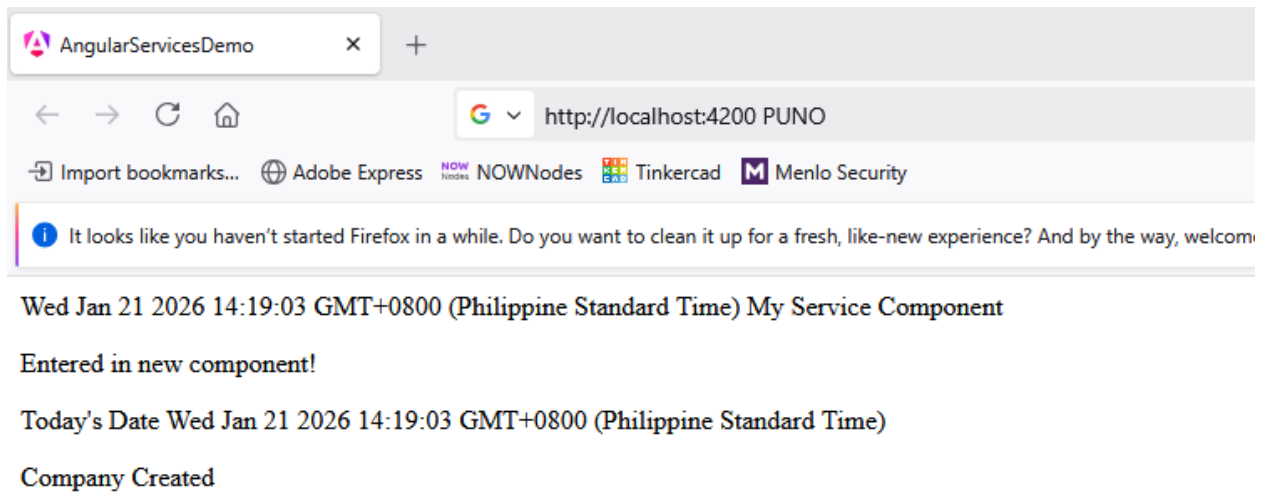 AngularServicesDemo
http://localhost:4200 PUNO
Import bookmarks... Adobe Express NOW Nodes NOWNodes TINKERCAD Tinkercad M Menlo Security
It looks like you haven't started Firefox in a while. Do you want to clean it up for a fresh, like-new experience? And by the way, welcom
Wed Jan 21 2026 14:19:03 GMT+0800 (Philippine Standard Time) My Service Component
Entered in new component!
Today's Date Wed Jan 21 2026 14:19:03 GMT+0800 (Philippine Standard Time)
Company Created